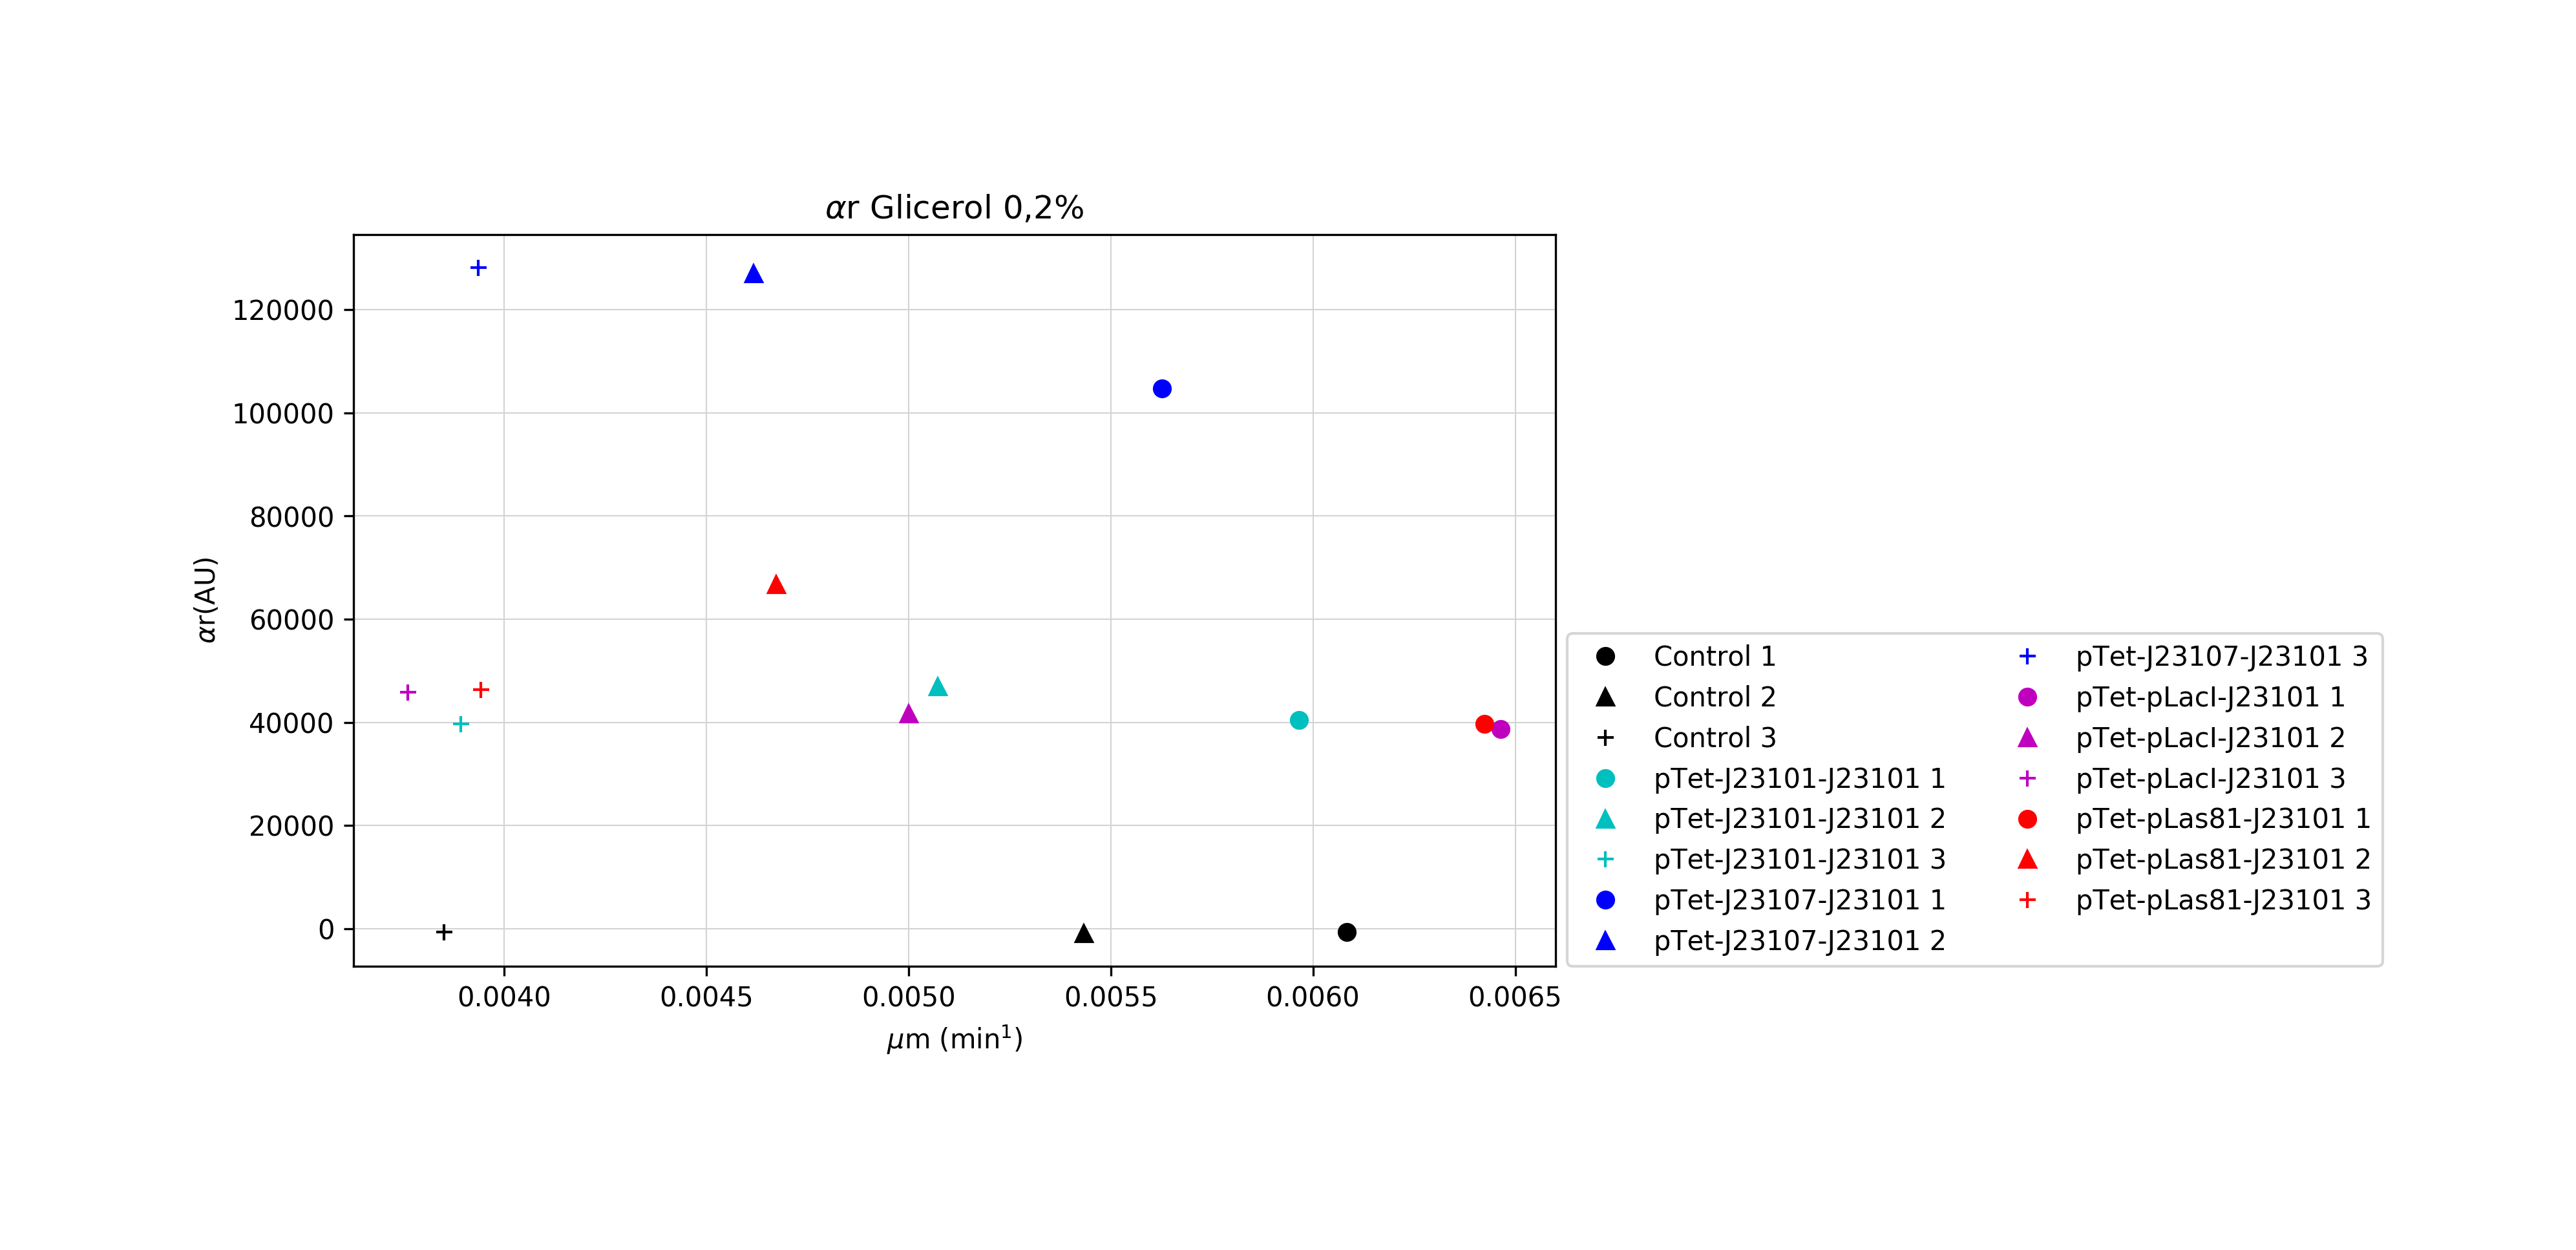 αr Glicerol 0,2%
120000
100000
80000
60000
40000
20000
0
αr(AU)
0.0040 0.0045 0.0050 0.0055 0.0060 0.0065
μm (min¹)
Control 1
Control 2
Control 3
pTet-J23101-J23101 1
pTet-J23101-J23101 2
pTet-J23101-J23101 3
pTet-J23107-J23101 1
pTet-J23107-J23101 2
pTet-J23107-J23101 3
pTet-pLacI-J23101 1
pTet-pLacI-J23101 2
pTet-pLacI-J23101 3
pTet-pLas81-J23101 1
pTet-pLas81-J23101 2
pTet-pLas81-J23101 3